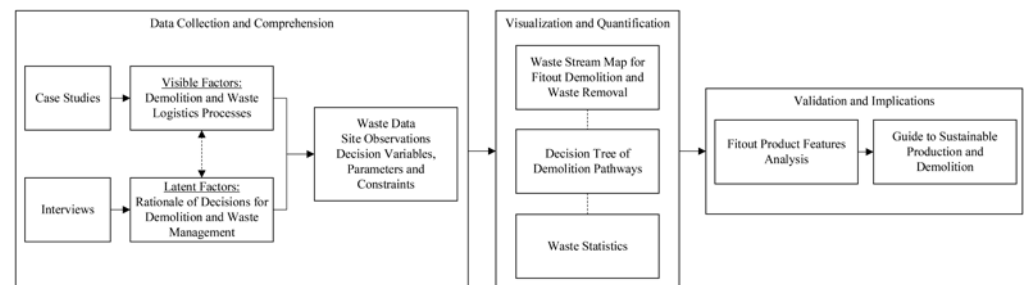 Data Collection and Comprehension
Case Studies
Visible Factors:
Demolition and Waste
Logistics Processes
Interviews
Latent Factors:
Rationale of Decisions for
Demolition and Waste
Management
Waste Data
Site Observations
Decision Variables,
Parameters and
Constraints
Visualization and Quantification
Waste Stream Map for
Fitout Demolition and
Waste Removal
Decision Tree of
Demolition Pathways
Waste Statistics
Validation and Implications
Fitout Product Features
Analysis
Guide to Sustainable
Production and
Demolition